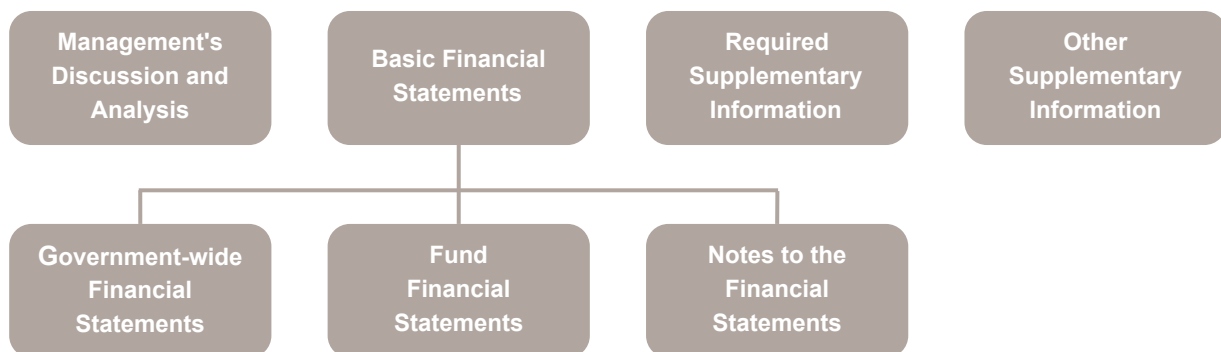 Management's
Discussion and
Analysis
Basic Financial
Statements
Required
Supplementary
Information
Other
Supplementary
Information
Government-wide
Financial
Statements
Fund
Financial
Statements
Notes to the
Financial
Statements